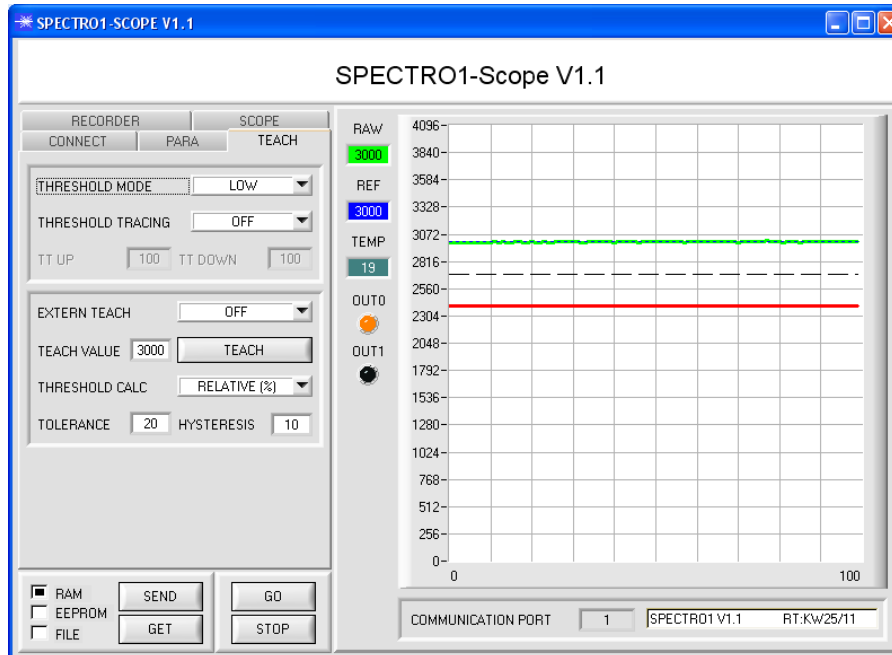 SPECTRO1-SCOPE V1.1
SPECTRO1-Scope V1.1
RECORDER SCOPE
CONNECT PARA TEACH
THRESHOLD MODE LOW
THRESHOLD TRACING OFF
TT UP 100 TT DOWN 100
EXTERN TEACH OFF
TEACH VALUE 3000 TEACH
THRESHOLD CALC RELATIVE (%)
TOLERANCE 20 HYSTERESIS 10
RAM
EEPROM
FILE
SEND
GET
GO
STOP
RAW
3000
REF
3000
TEMP
19
OUT0
OUT1
4096
3840
3584
3328
3072
2816
2560
2304
2048
1792
1536
1280
1024
768
512
256
0
0 100
COMMUNICATION PORT 1 SPECTRO1 V1.1 RT:KW25/11